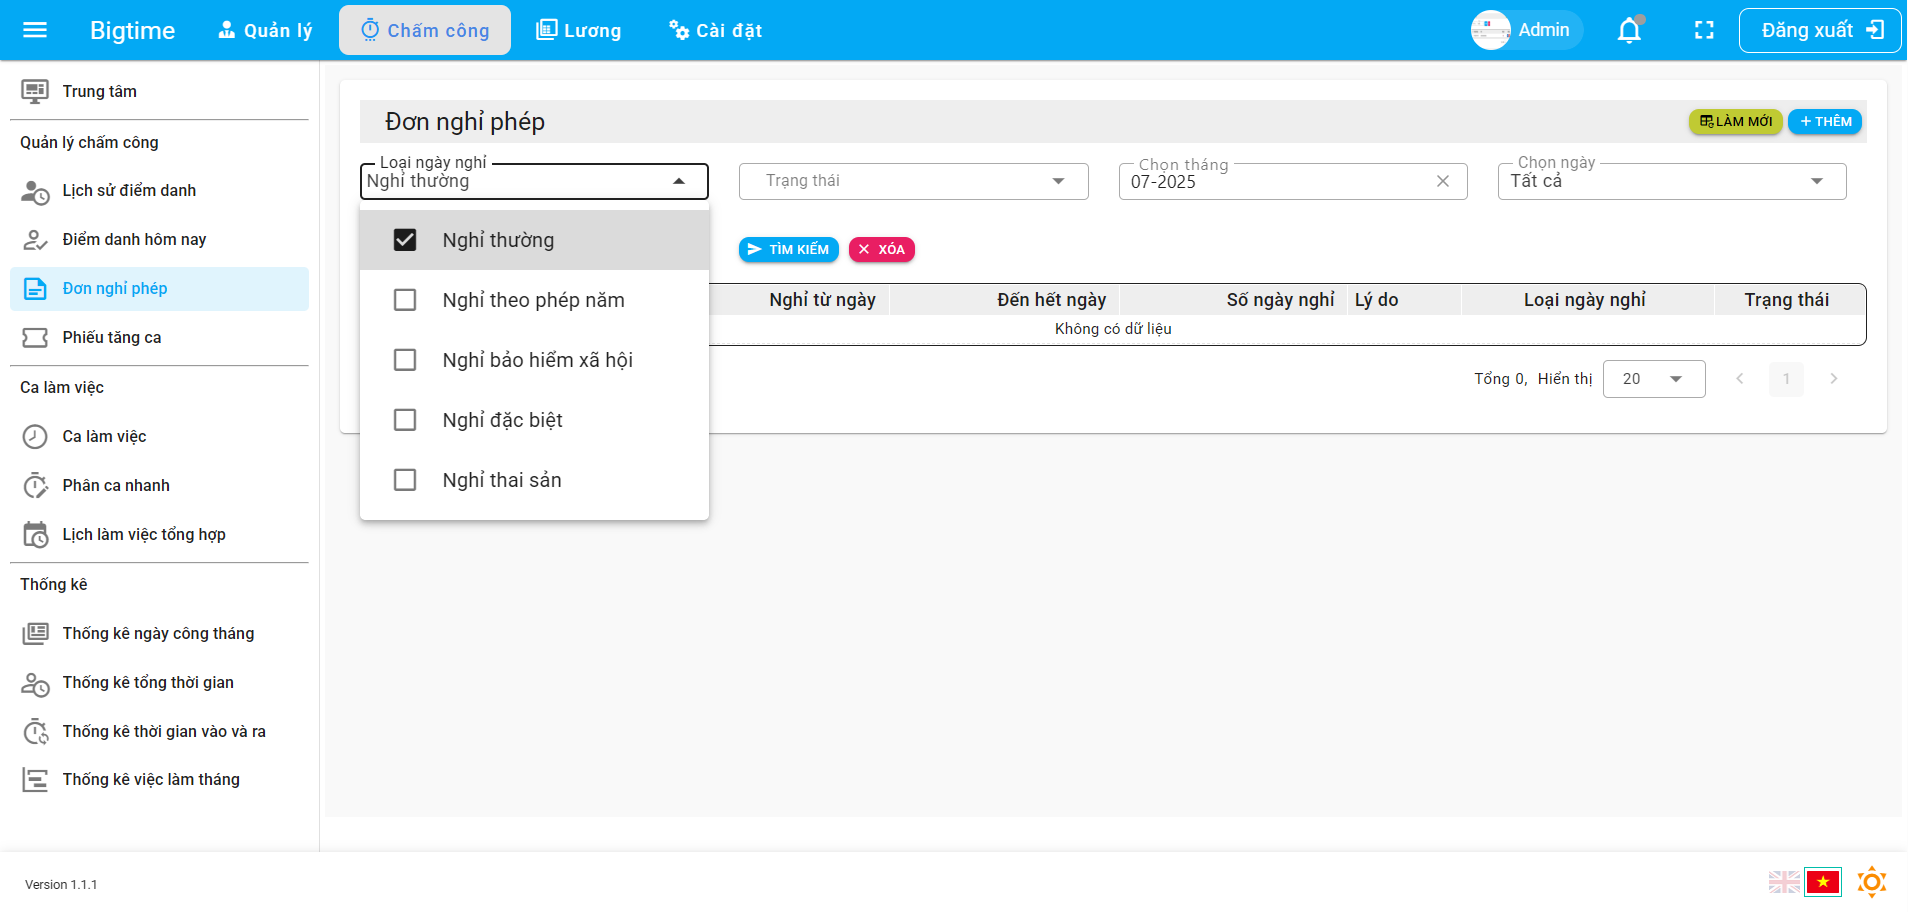 Bigtime
Quản lý
Chấm công
Lương
Cài đặt
Admin
Đăng xuất
Trung tâm
Quản lý chấm công
Lịch sử điểm danh
Điểm danh hôm nay
Đơn nghỉ phép
Phiếu tăng ca
Ca làm việc
Ca làm việc
Phân ca nhanh
Lịch làm việc tổng hợp
Thống kê
Thống kê ngày công tháng
Thống kê tổng thời gian
Thống kê thời gian vào và ra
Thống kê việc làm tháng
Đơn nghỉ phép
LÀM MỚI
THÊM
Loại ngày nghỉ
Nghỉ thường
Trạng thái
Chọn tháng
07-2025
Chọn ngày
Tất cả
Nghỉ thường
Nghỉ theo phép năm
Nghỉ bảo hiểm xã hội
Nghỉ đặc biệt
Nghỉ thai sản
TÌM KIẾM
XÓA
Nghỉ từ ngày
Đến hết ngày
Số ngày nghỉ
Lý do
Loại ngày nghỉ
Trạng thái
Không có dữ liệu
Tổng 0, Hiển thị
20
1
Version 1.1.1